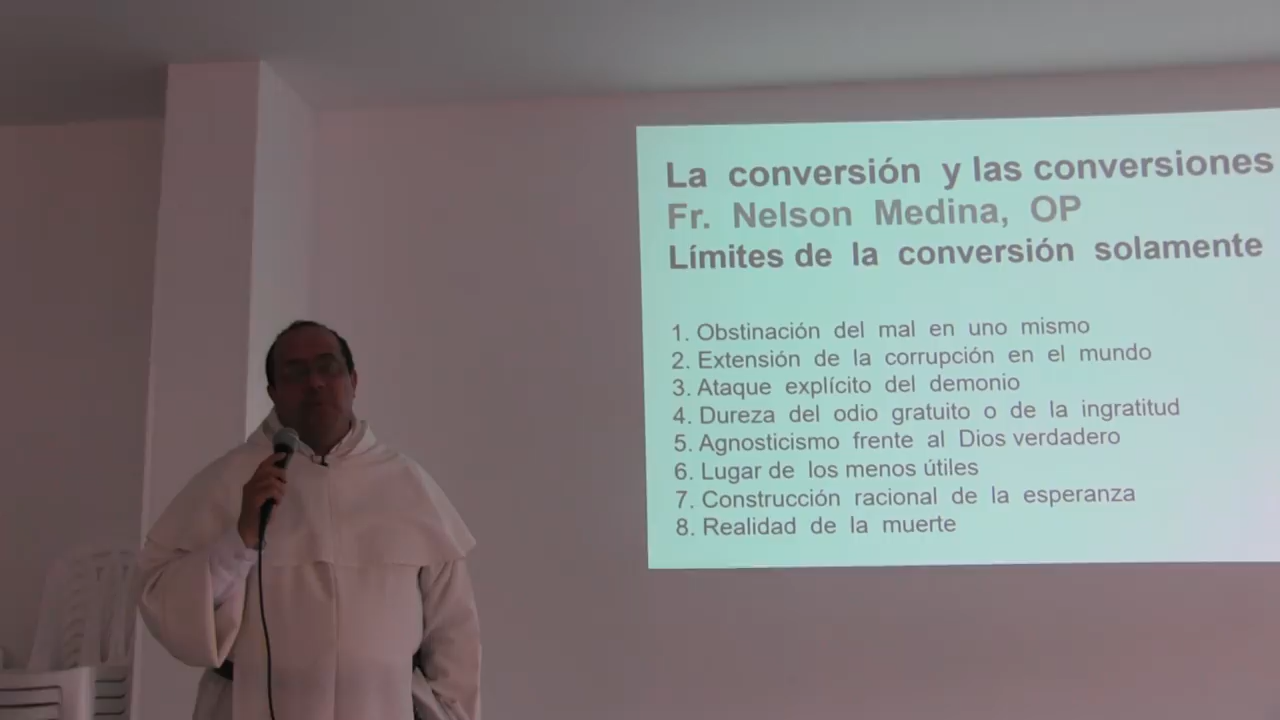 La conversión y las conversiones
Fr. Nelson Medina, OP
Límites de la conversión solamente
1. Obstinación del mal en uno mismo
2. Extensión de la corrupción en el mundo
3. Ataque explícito del demonio
4. Dureza del odio gratuito o de la ingratitud
5. Agnosticismo frente al Dios verdadero
6. Lugar de los menos útiles
7. Construcción racional de la esperanza
8. Realidad de la muerte